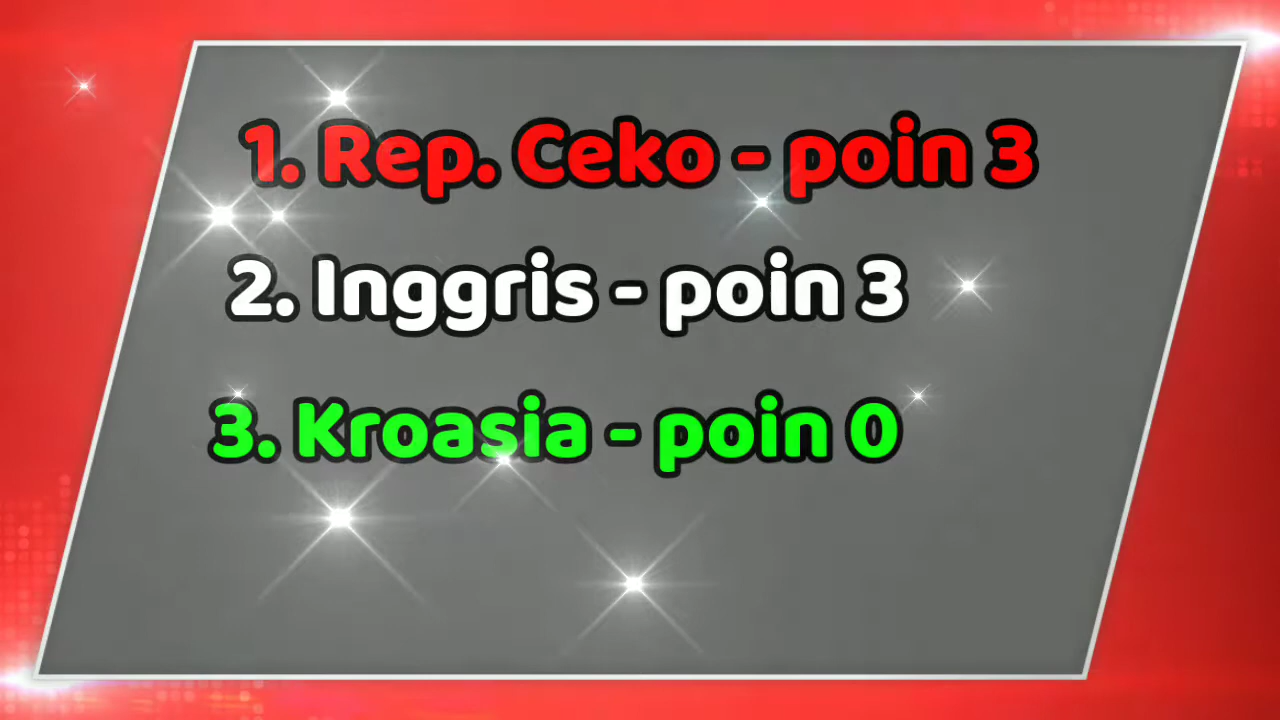 1. Rep. Ceko - poin 3
2. Inggris - poin 3
3. Kroasia - poin 0